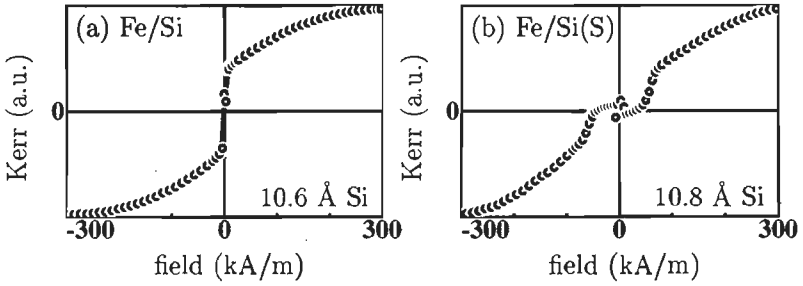 (a) Fe/Si
Kerr (a.u.)
0
10.6 Å Si
-300
0
300
field (kA/m)
(b) Fe/Si(S)
Kerr (a.u.)
0
10.8 Å Si
-300
0
300
field (kA/m)